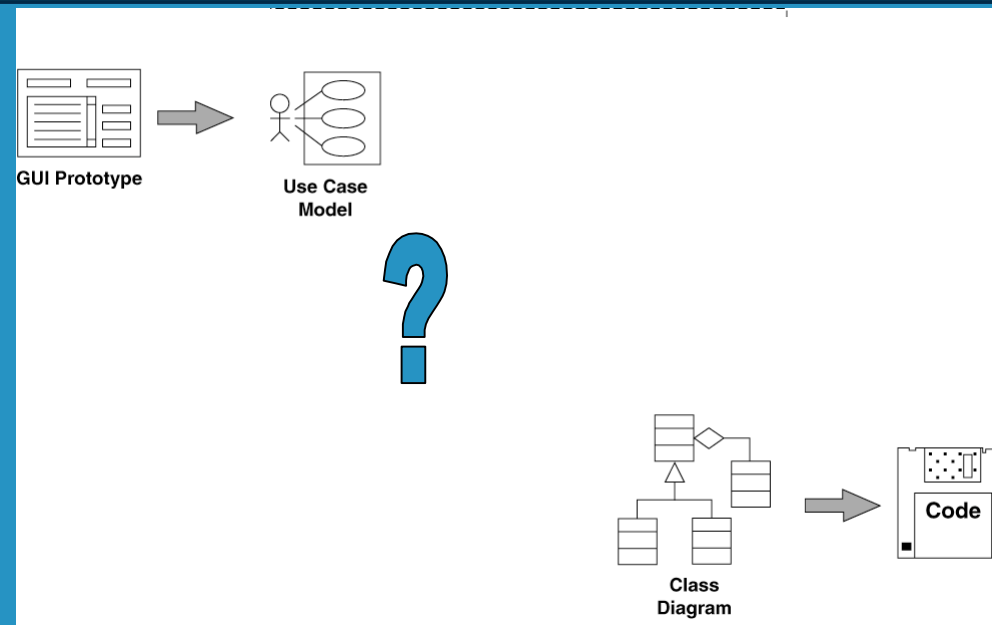 GUI Prototype
Use Case
Model
?
Code
Class
Diagram